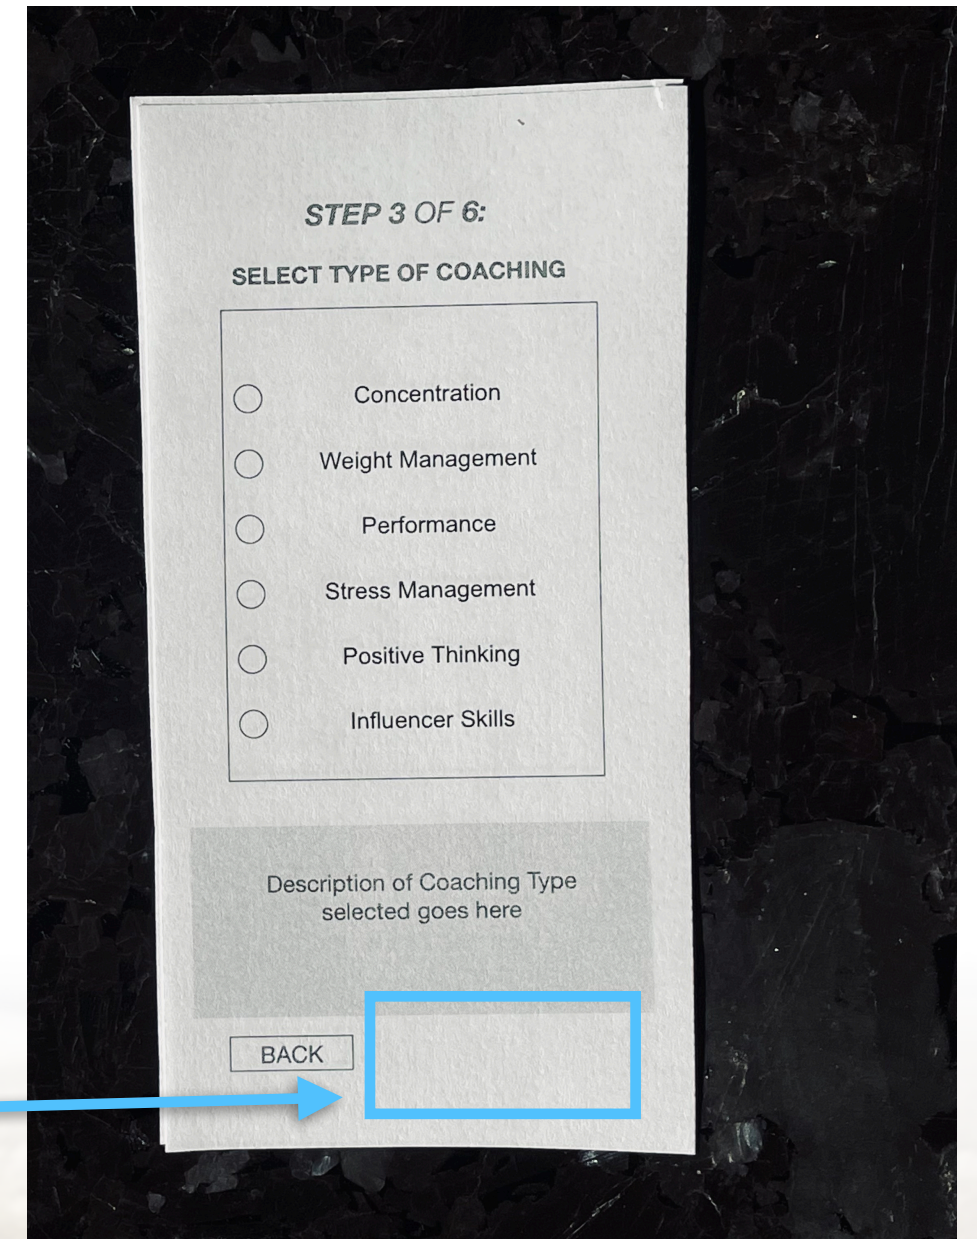 STEP 3 OF 6:
SELECT TYPE OF COACHING
Concentration
Weight Management
Performance
Stress Management
Positive Thinking
Influencer Skills
Description of Coaching Type
selected goes here
BACK